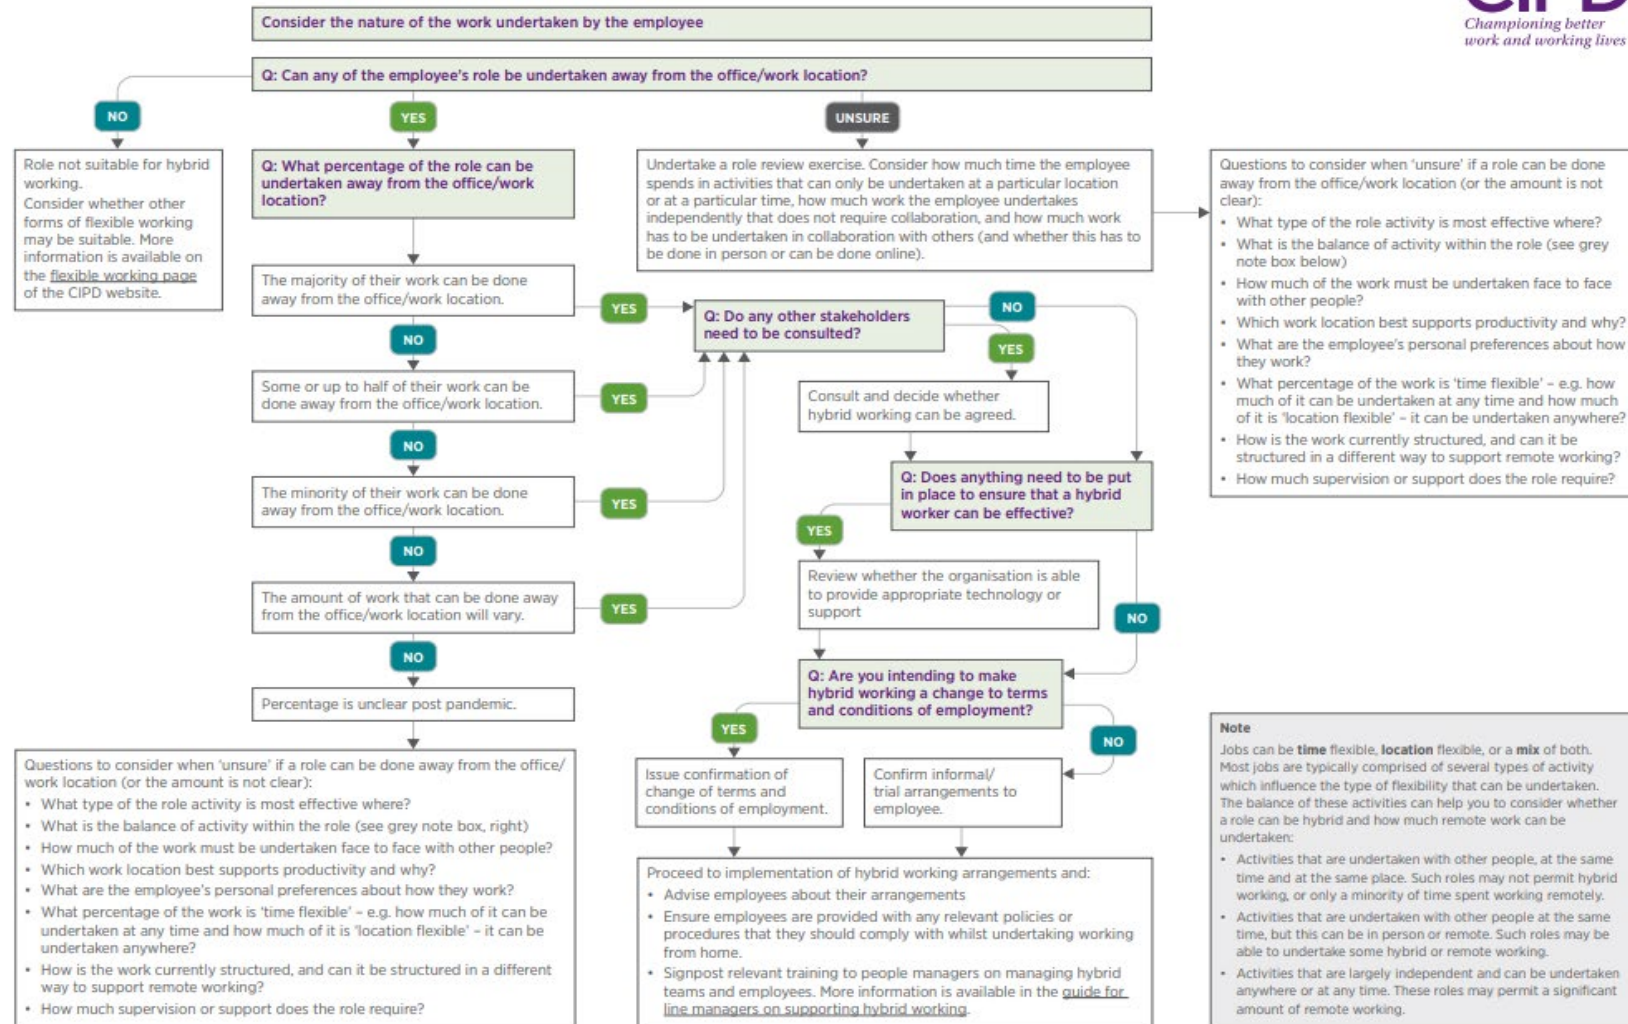 CIPD
Championing better
work and working lives
Consider the nature of the work undertaken by the employee
Q: Can any of the employee's role be undertaken away from the office/work location?
NO
YES
UNSURE
Role not suitable for hybrid
working.
Consider whether other
forms of flexible working
may be suitable. More
information is available on
the flexible working page
of the CIPD website.
Q: What percentage of the role can be
undertaken away from the office/work
location?
Undertake a role review exercise. Consider how much time the employee
spends in activities that can only be undertaken at a particular location
or at a particular time, how much work the employee undertakes
independently that does not require collaboration, and how much work
has to be undertaken in collaboration with others (and whether this has to
be done in person or can be done online).
Questions to consider when 'unsure' if a role can be done
away from the office/work location (or the amount is not
clear):
• What type of the role activity is most effective where?
• What is the balance of activity within the role (see grey
note box below)
• How much of the work must be undertaken face to face
with other people?
• Which work location best supports productivity and why?
• What are the employee's personal preferences about how
they work?
• What percentage of the work is 'time flexible' – e.g. how
much of it can be undertaken at any time and how much
of it is 'location flexible' – it can be undertaken anywhere?
• How is the work currently structured, and can it be
structured in a different way to support remote working?
• How much supervision or support does the role require?
The majority of their work can be done
away from the office/work location.
YES
NO
Some or up to half of their work can be
done away from the office/work location.
YES
NO
The minority of their work can be done
away from the office/work location.
YES
NO
The amount of work that can be done away
from the office/work location will vary.
YES
NO
Percentage is unclear post pandemic.
Q: Do any other stakeholders
need to be consulted?
NO
YES
Consult and decide whether
hybrid working can be agreed.
Q: Does anything need to be put
in place to ensure that a hybrid
worker can be effective?
YES
Review whether the organisation is able
to provide appropriate technology or
support
NO
Q: Are you intending to make
hybrid working a change to terms
and conditions of employment?
YES
NO
Issue confirmation of
change of terms and
conditions of employment.
Confirm informal/
trial arrangements to
employee.
Questions to consider when 'unsure' if a role can be done away from the office/
work location (or the amount is not clear):
• What type of the role activity is most effective where?
• What is the balance of activity within the role (see grey note box, right)
• How much of the work must be undertaken face to face with other people?
• Which work location best supports productivity and why?
• What are the employee's personal preferences about how they work?
• What percentage of the work is 'time flexible' – e.g. how much of it can be
undertaken at any time and how much of it is 'location flexible' – it can be
undertaken anywhere?
• How is the work currently structured, and can it be structured in a different
way to support remote working?
• How much supervision or support does the role require?
Proceed to implementation of hybrid working arrangements and:
• Advise employees about their arrangements
• Ensure employees are provided with any relevant policies or
procedures that they should comply with whilst undertaking working
from home.
• Signpost relevant training to people managers on managing hybrid
teams and employees. More information is available in the guide for
line managers on supporting hybrid working.
Note
Jobs can be time flexible, location flexible, or a mix of both.
Most jobs are typically comprised of several types of activity
which influence the type of flexibility that can be undertaken.
The balance of these activities can help you to consider whether
a role can be hybrid and how much remote work can be
undertaken:
• Activities that are undertaken with other people, at the same
time and at the same place. Such roles may not permit hybrid
working, or only a minority of time spent working remotely.
• Activities that are undertaken with other people at the same
time, but this can be in person or remote. Such roles may be
able to undertake some hybrid or remote working.
• Activities that are largely independent and can be undertaken
anywhere or at any time. These roles may permit a significant
amount of remote working.